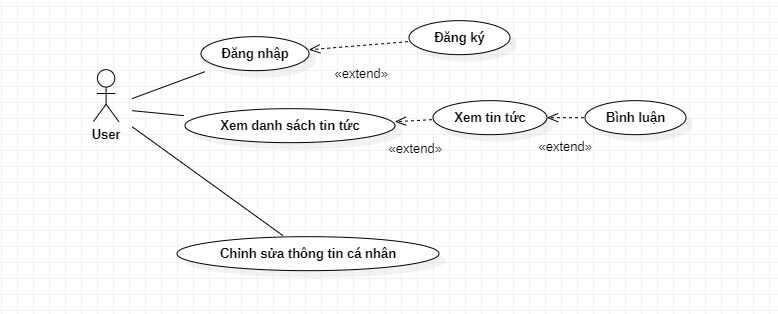 Đăng nhập
Đăng ký
«extend»
User
Xem danh sách tin tức
Xem tin tức
Bình luận
«extend»
«extend»
Chỉnh sửa thông tin cá nhân